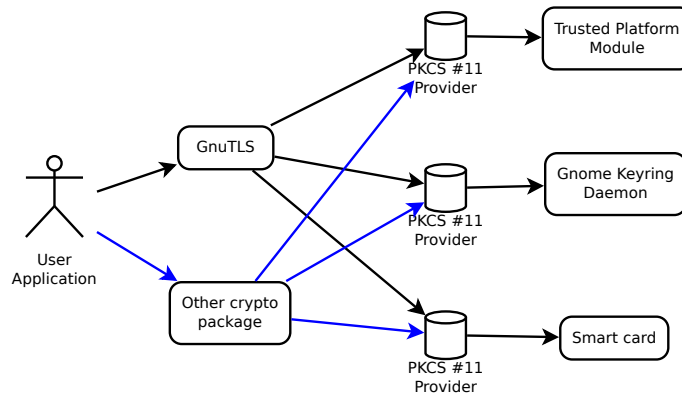 Trusted Platform
Module
PKCS #11
Provider
GnuTLS
Gnome Keyring
Daemon
PKCS #11
Provider
User
Application
Other crypto
package
Smart card
PKCS #11
Provider